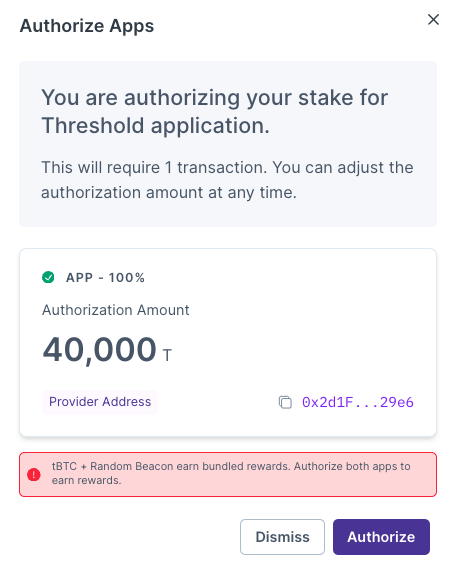 Authorize Apps
You are authorizing your stake for
Threshold application.
This will require 1 transaction. You can adjust the
authorization amount at any time.
APP - 100%
Authorization Amount
40,000 T
Provider Address 0x2d1F...29e6
tBTC + Random Beacon earn bundled rewards. Authorize both apps to
earn rewards.
Dismiss Authorize